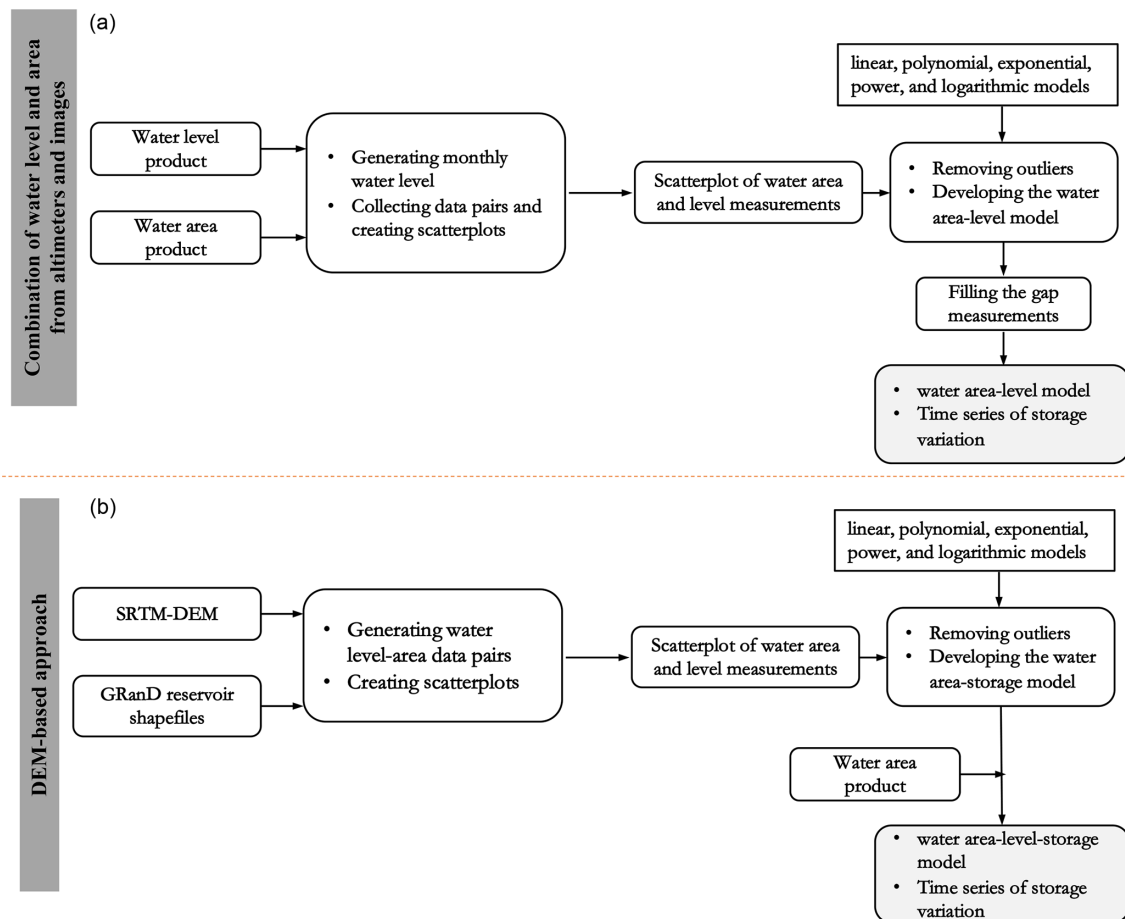 (a)
Combination of water level and area
from altimeters and images
Water level
product
Water area
product
• Generating monthly
water level
• Collecting data pairs and
creating scatterplots
Scatterplot of water area
and level measurements
linear, polynomial, exponential,
power, and logarithmic models
• Removing outliers
• Developing the water
area-level model
Filling the gap
measurements
• water area-level model
• Time series of storage
variation
(b)
DEM-based approach
SRTM-DEM
GRanD reservoir
shapefiles
• Generating water
level-area data pairs
• Creating scatterplots
Scatterplot of water area
and level measurements
linear, polynomial, exponential,
power, and logarithmic models
• Removing outliers
• Developing the water
area-storage model
Water area
product
• water area-level-storage
model
• Time series of storage
variation